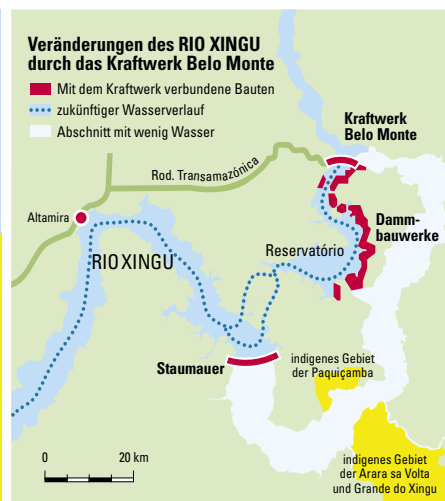 Veränderungen des RIO XINGU
durch das Kraftwerk Belo Monte
Mit dem Kraftwerk verbundene Bauten
zukünftiger Wasserverlauf
Abschnitt mit wenig Wasser
Kraftwerk
Belo Monte
Rod. Transamazónica
Altamira
Damm-
bauwerke
RIO XINGU
Reservatório
Staumauer
indigenes Gebiet
der Paquiçamba
0 20 km
indigenes Gebiet
der Arara sa Volta
und Grande do Xingu